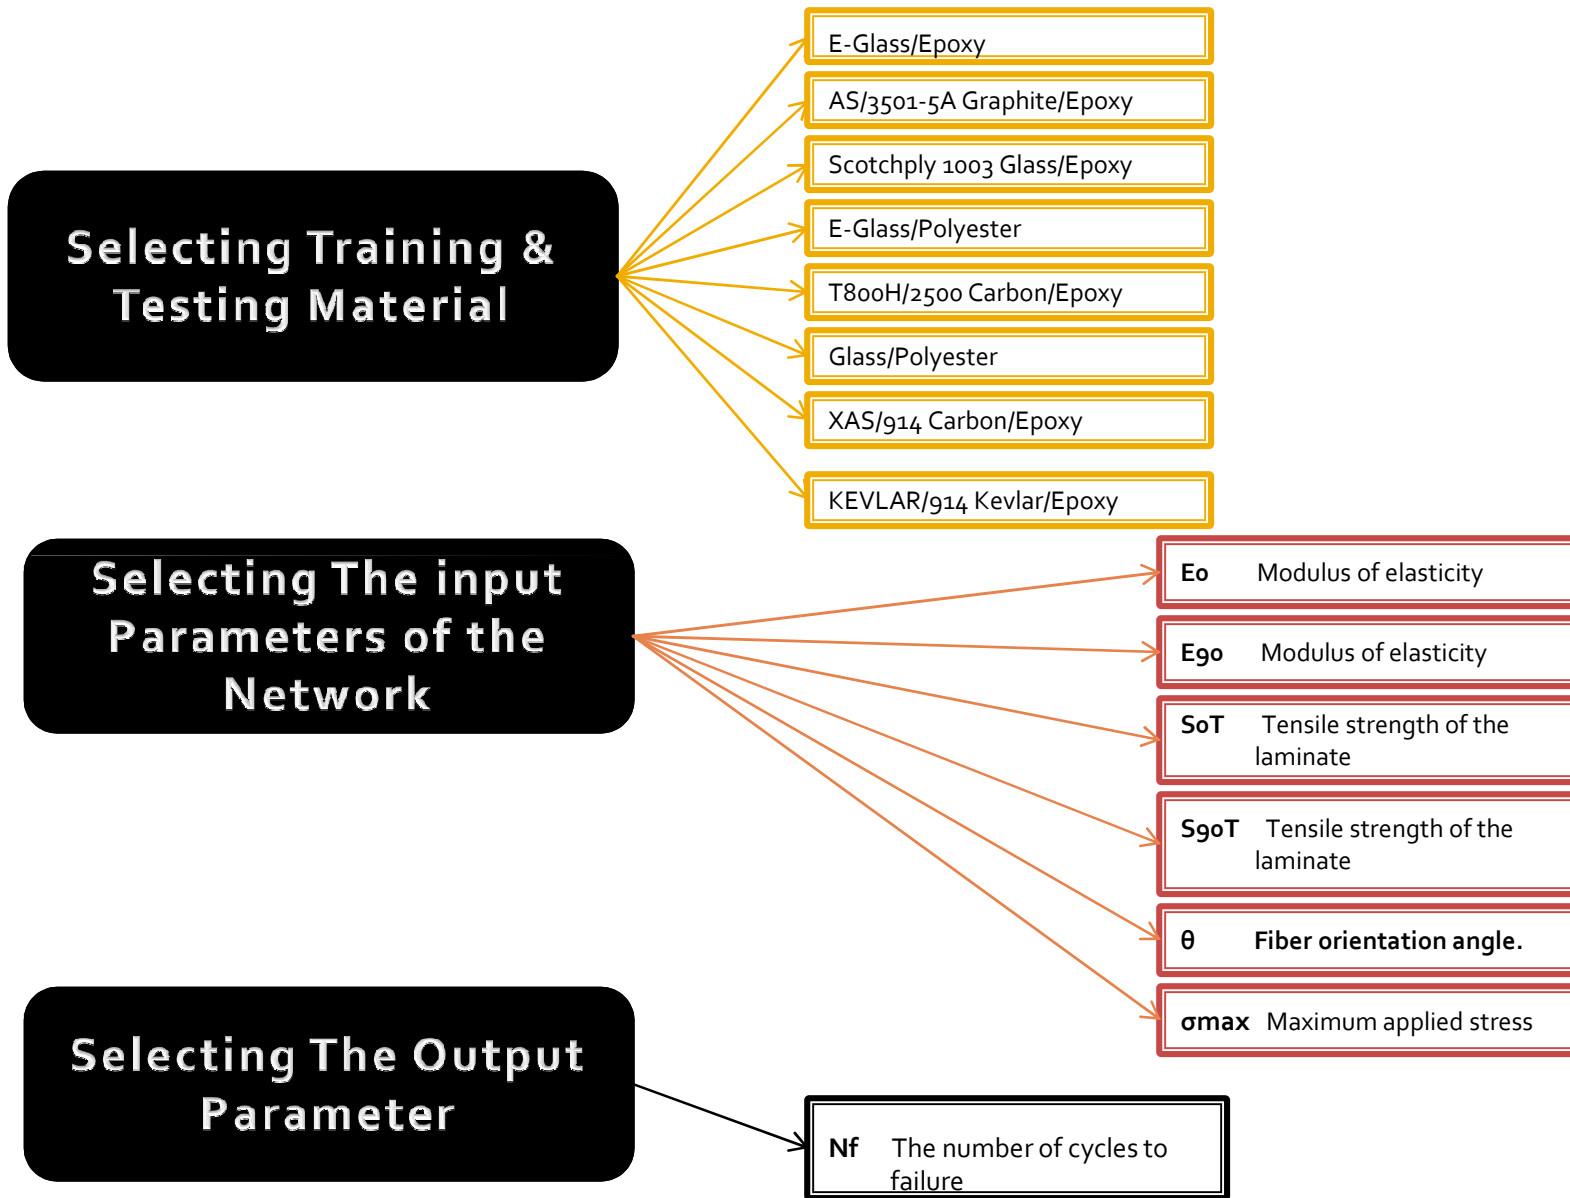 Selecting Training &
Testing Material
E-Glass/Epoxy
AS/3501-5A Graphite/Epoxy
Scotchply 1003 Glass/Epoxy
E-Glass/Polyester
T800H/2500 Carbon/Epoxy
Glass/Polyester
XAS/914 Carbon/Epoxy
KEVLAR/914 Kevlar/Epoxy
Selecting The input
Parameters of the
Network
E0 Modulus of elasticity
E90 Modulus of elasticity
S0T Tensile strength of the
laminate
S90T Tensile strength of the
laminate
θ Fiber orientation angle.
σmax Maximum applied stress
Selecting The Output
Parameter
Nf The number of cycles to
failure